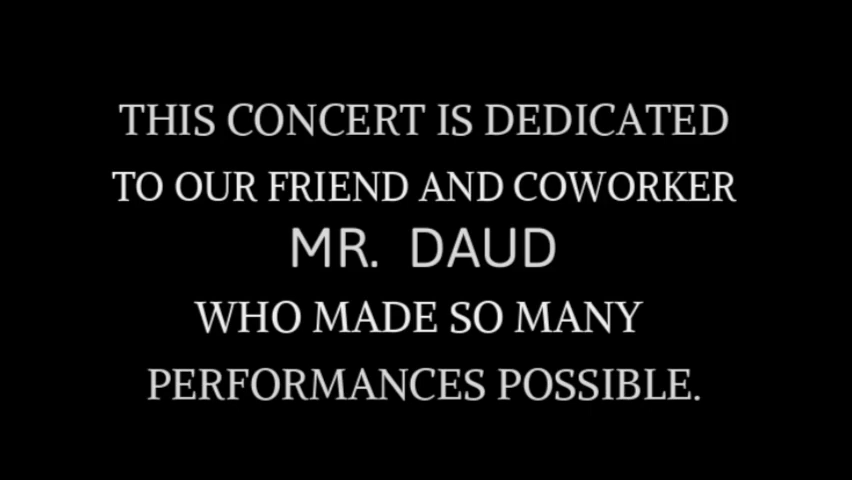 THIS CONCERT IS DEDICATED
TO OUR FRIEND AND COWORKER
MR. DAUD
WHO MADE SO MANY
PERFORMANCES POSSIBLE.